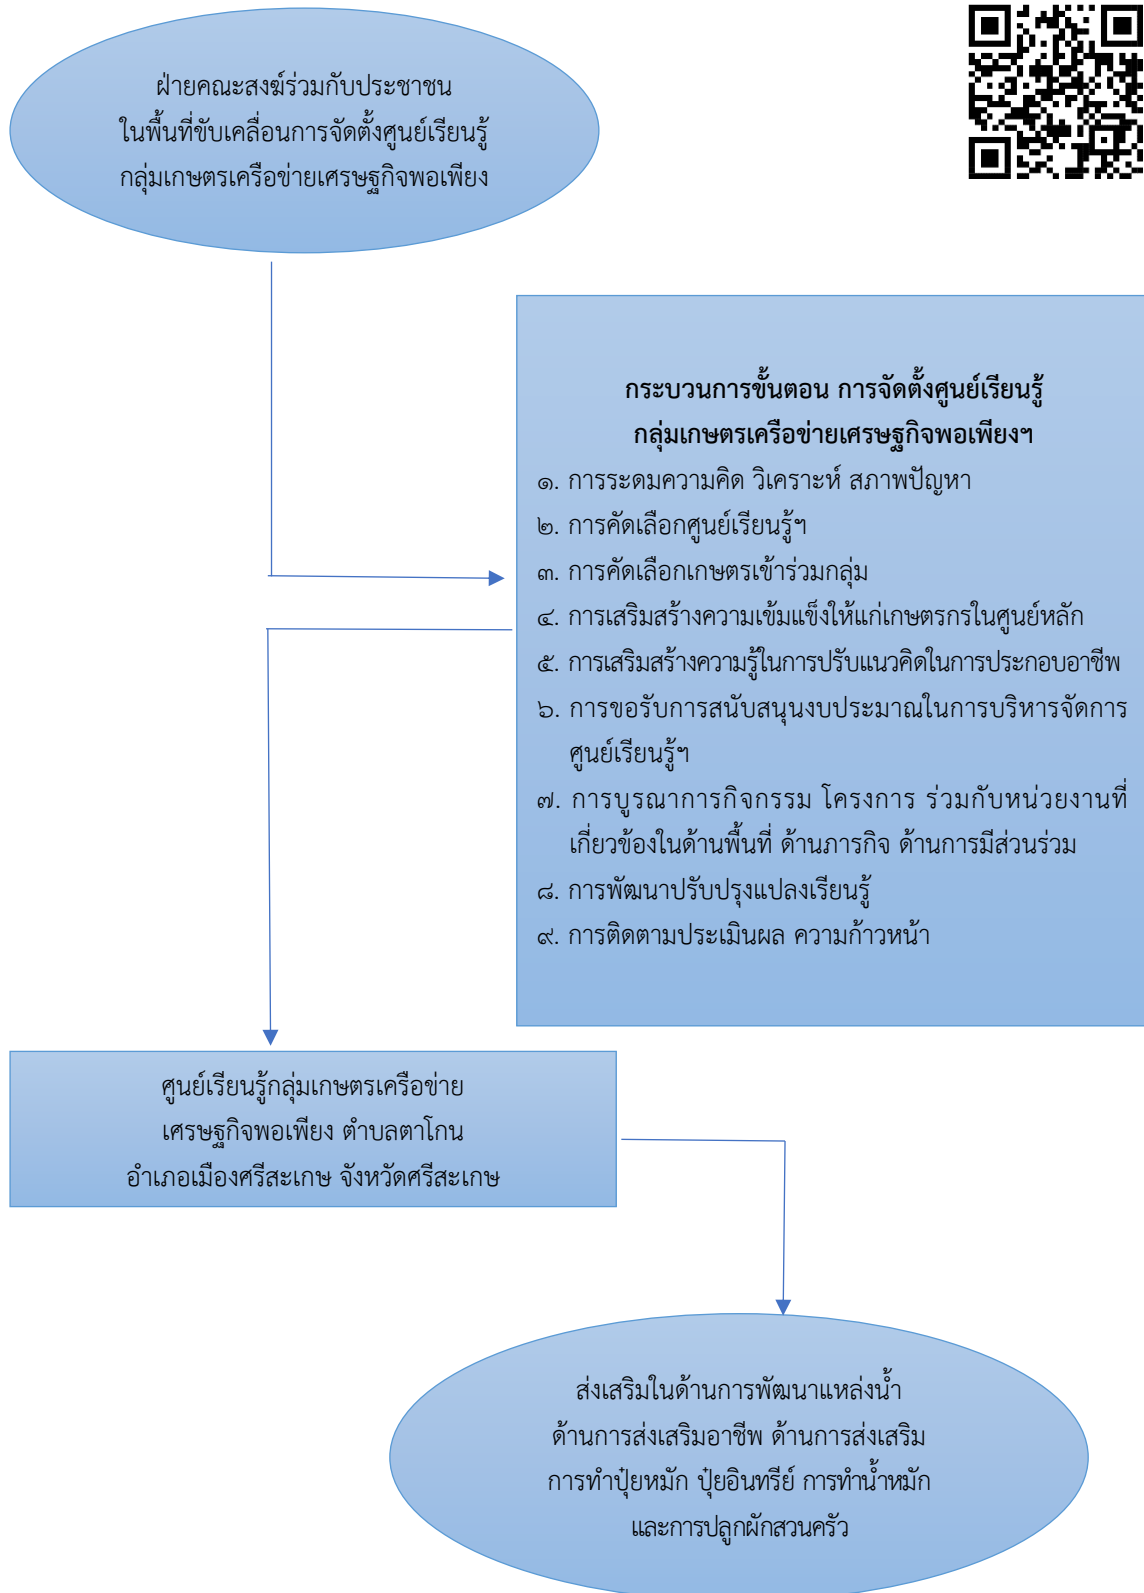 ฝ่ายคณะสงฆ์ร่วมกับประชาชน
ในพื้นที่ขับเคลื่อนการจัดตั้งศูนย์เรียนรู้
กลุ่มเกษตรเครือข่ายเศรษฐกิจพอเพียง
กระบวนการขั้นตอน การจัดตั้งศูนย์เรียนรู้
กลุ่มเกษตรเครือข่ายเศรษฐกิจพอเพียงฯ
๑. การระดมความคิด วิเคราะห์ สภาพปัญหา
๒. การคัดเลือกศูนย์เรียนรู้ฯ
๓. การคัดเลือกเกษตรเข้าร่วมกลุ่ม
๔. การเสริมสร้างความเข้มแข็งให้แก่เกษตรกรในศูนย์หลัก
๕. การเสริมสร้างความรู้ในการปรับแนวคิดในการประกอบอาชีพ
๖. การขอรับการสนับสนุนงบประมาณในการบริหารจัดการ
ศูนย์เรียนรู้ฯ
๗. การบูรณาการกิจกรรม โครงการ ร่วมกับหน่วยงานที่
เกี่ยวข้องในด้านพื้นที่ ด้านภารกิจ ด้านการมีส่วนร่วม
๘. การพัฒนาปรับปรุงแปลงเรียนรู้
๙. การติดตามประเมินผล ความก้าวหน้า
ศูนย์เรียนรู้กลุ่มเกษตรเครือข่าย
เศรษฐกิจพอเพียง ตำบลตาโกน
อำเภอเมืองศรีสะเกษ จังหวัดศรีสะเกษ
ส่งเสริมในด้านการพัฒนาแหล่งน้ำ
ด้านการส่งเสริมอาชีพ ด้านการส่งเสริม
การทำปุ๋ยหมัก ปุ๋ยอินทรีย์ การทำน้ำหมัก
และการปลูกผักสวนครัว